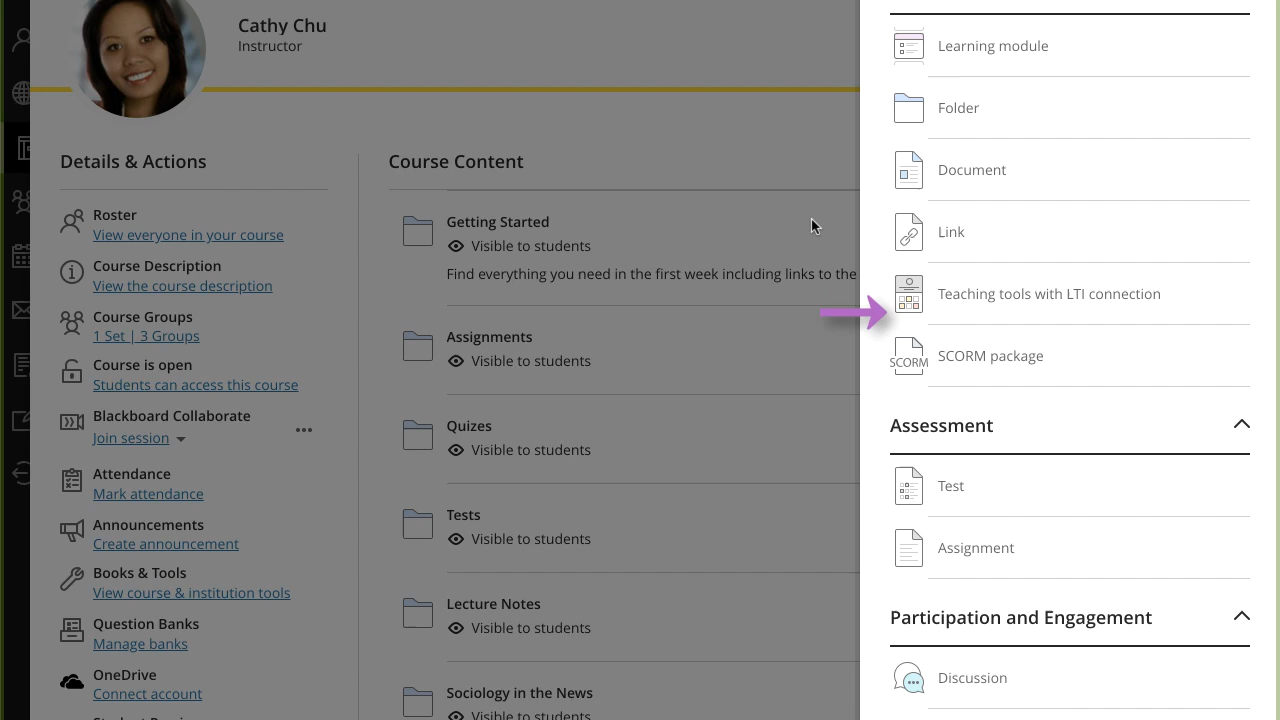 Cathy Chu
Instructor
Details & Actions
Roster
View everyone in your course
Course Description
View the course description
Course Groups
1 Set | 3 Groups
Course is open
Students can access this course
Blackboard Collaborate
Join session
Attendance
Mark attendance
Announcements
Create announcement
Books & Tools
View course & institution tools
Question Banks
Manage banks
OneDrive
Connect account
Course Content
Getting Started
Visible to students
Find everything you need in the first week including links to the
Assignments
Visible to students
Quizes
Visible to students
Tests
Visible to students
Lecture Notes
Visible to students
Sociology in the News
Visible to students
Learning module
Folder
Document
Link
Teaching tools with LTI connection
SCORM
SCORM package
Assessment
Test
Assignment
Participation and Engagement
Discussion